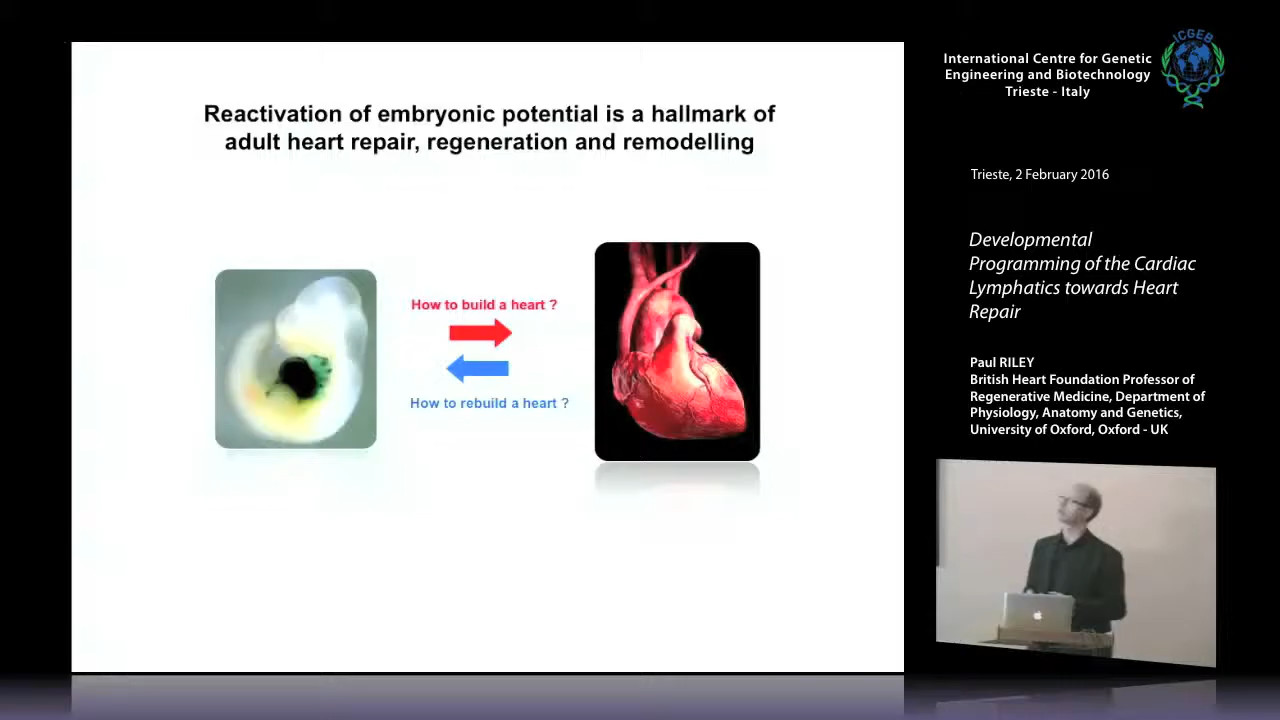 Reactivation of embryonic potential is a hallmark of
adult heart repair, regeneration and remodelling
How to build a heart ?
How to rebuild a heart ?
ICGEB
International Centre for Genetic
Engineering and Biotechnology
Trieste - Italy
Trieste, 2 February 2016
Developmental
Programming of the Cardiac
Lymphatics towards Heart
Repair
Paul RILEY
British Heart Foundation Professor of
Regenerative Medicine, Department of
Physiology, Anatomy and Genetics,
University of Oxford, Oxford - UK